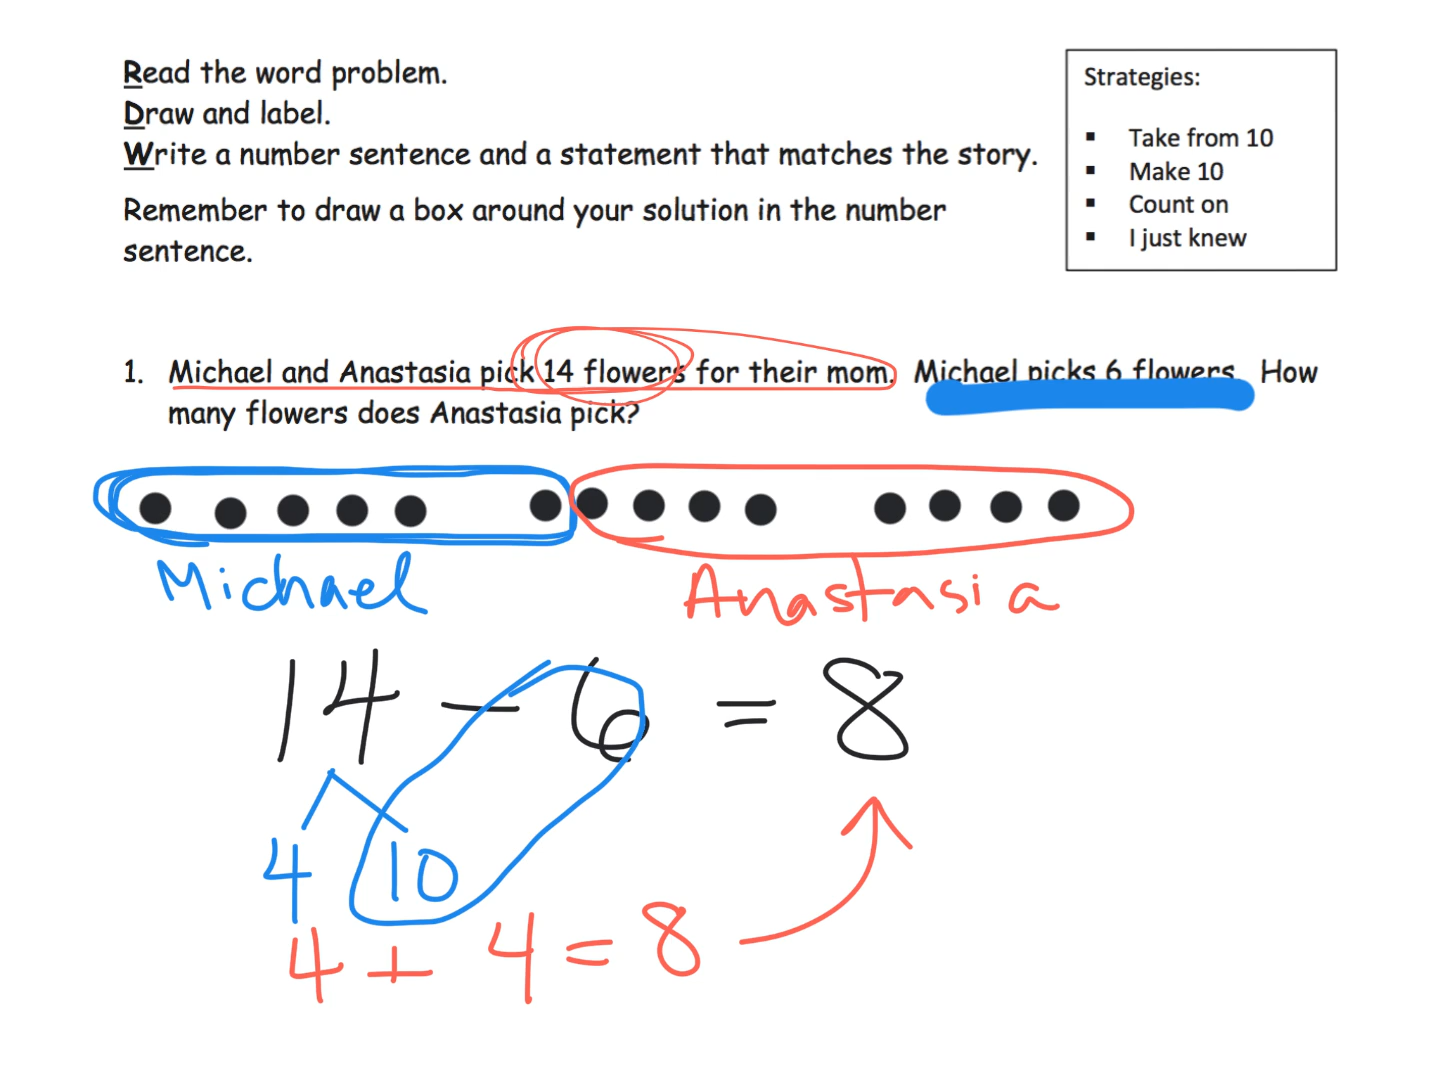 Read the word problem.
Draw and label.
Write a number sentence and a statement that matches the story.
Remember to draw a box around your solution in the number
sentence.
Strategies:
▪ Take from 10
▪ Make 10
▪ Count on
▪ I just knew
1. Michael and Anastasia pick 14 flowers for their mom. Michael picks 6 flowers. How
many flowers does Anastasia pick?
Michael
Anastasia
14 - 6 = 8
4 10
4 + 4 = 8